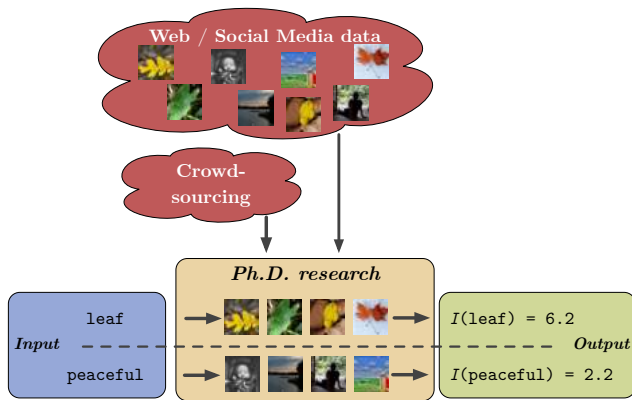 Web / Social Media data
Crowd-
sourcing
Ph.D. research
leaf
I(leaf) = 6.2
Input
Output
peaceful
I(peaceful) = 2.2